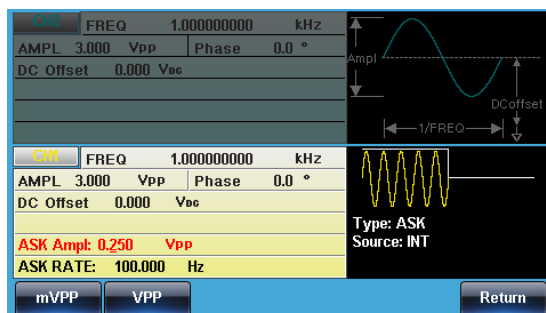 CH2 FREQ 1.000000000 kHz
AMPL 3.000 Vpp Phase 0.0 °
DC Offset 0.000 VDC
Ampl
DCoffset
1/FREQ
CH1 FREQ 1.000000000 kHz
AMPL 3.000 Vpp Phase 0.0 °
DC Offset 0.000 VDC
ASK Ampl: 0.250 Vpp
ASK RATE: 100.000 Hz
Type: ASK
Source: INT
mVPP VPP Return